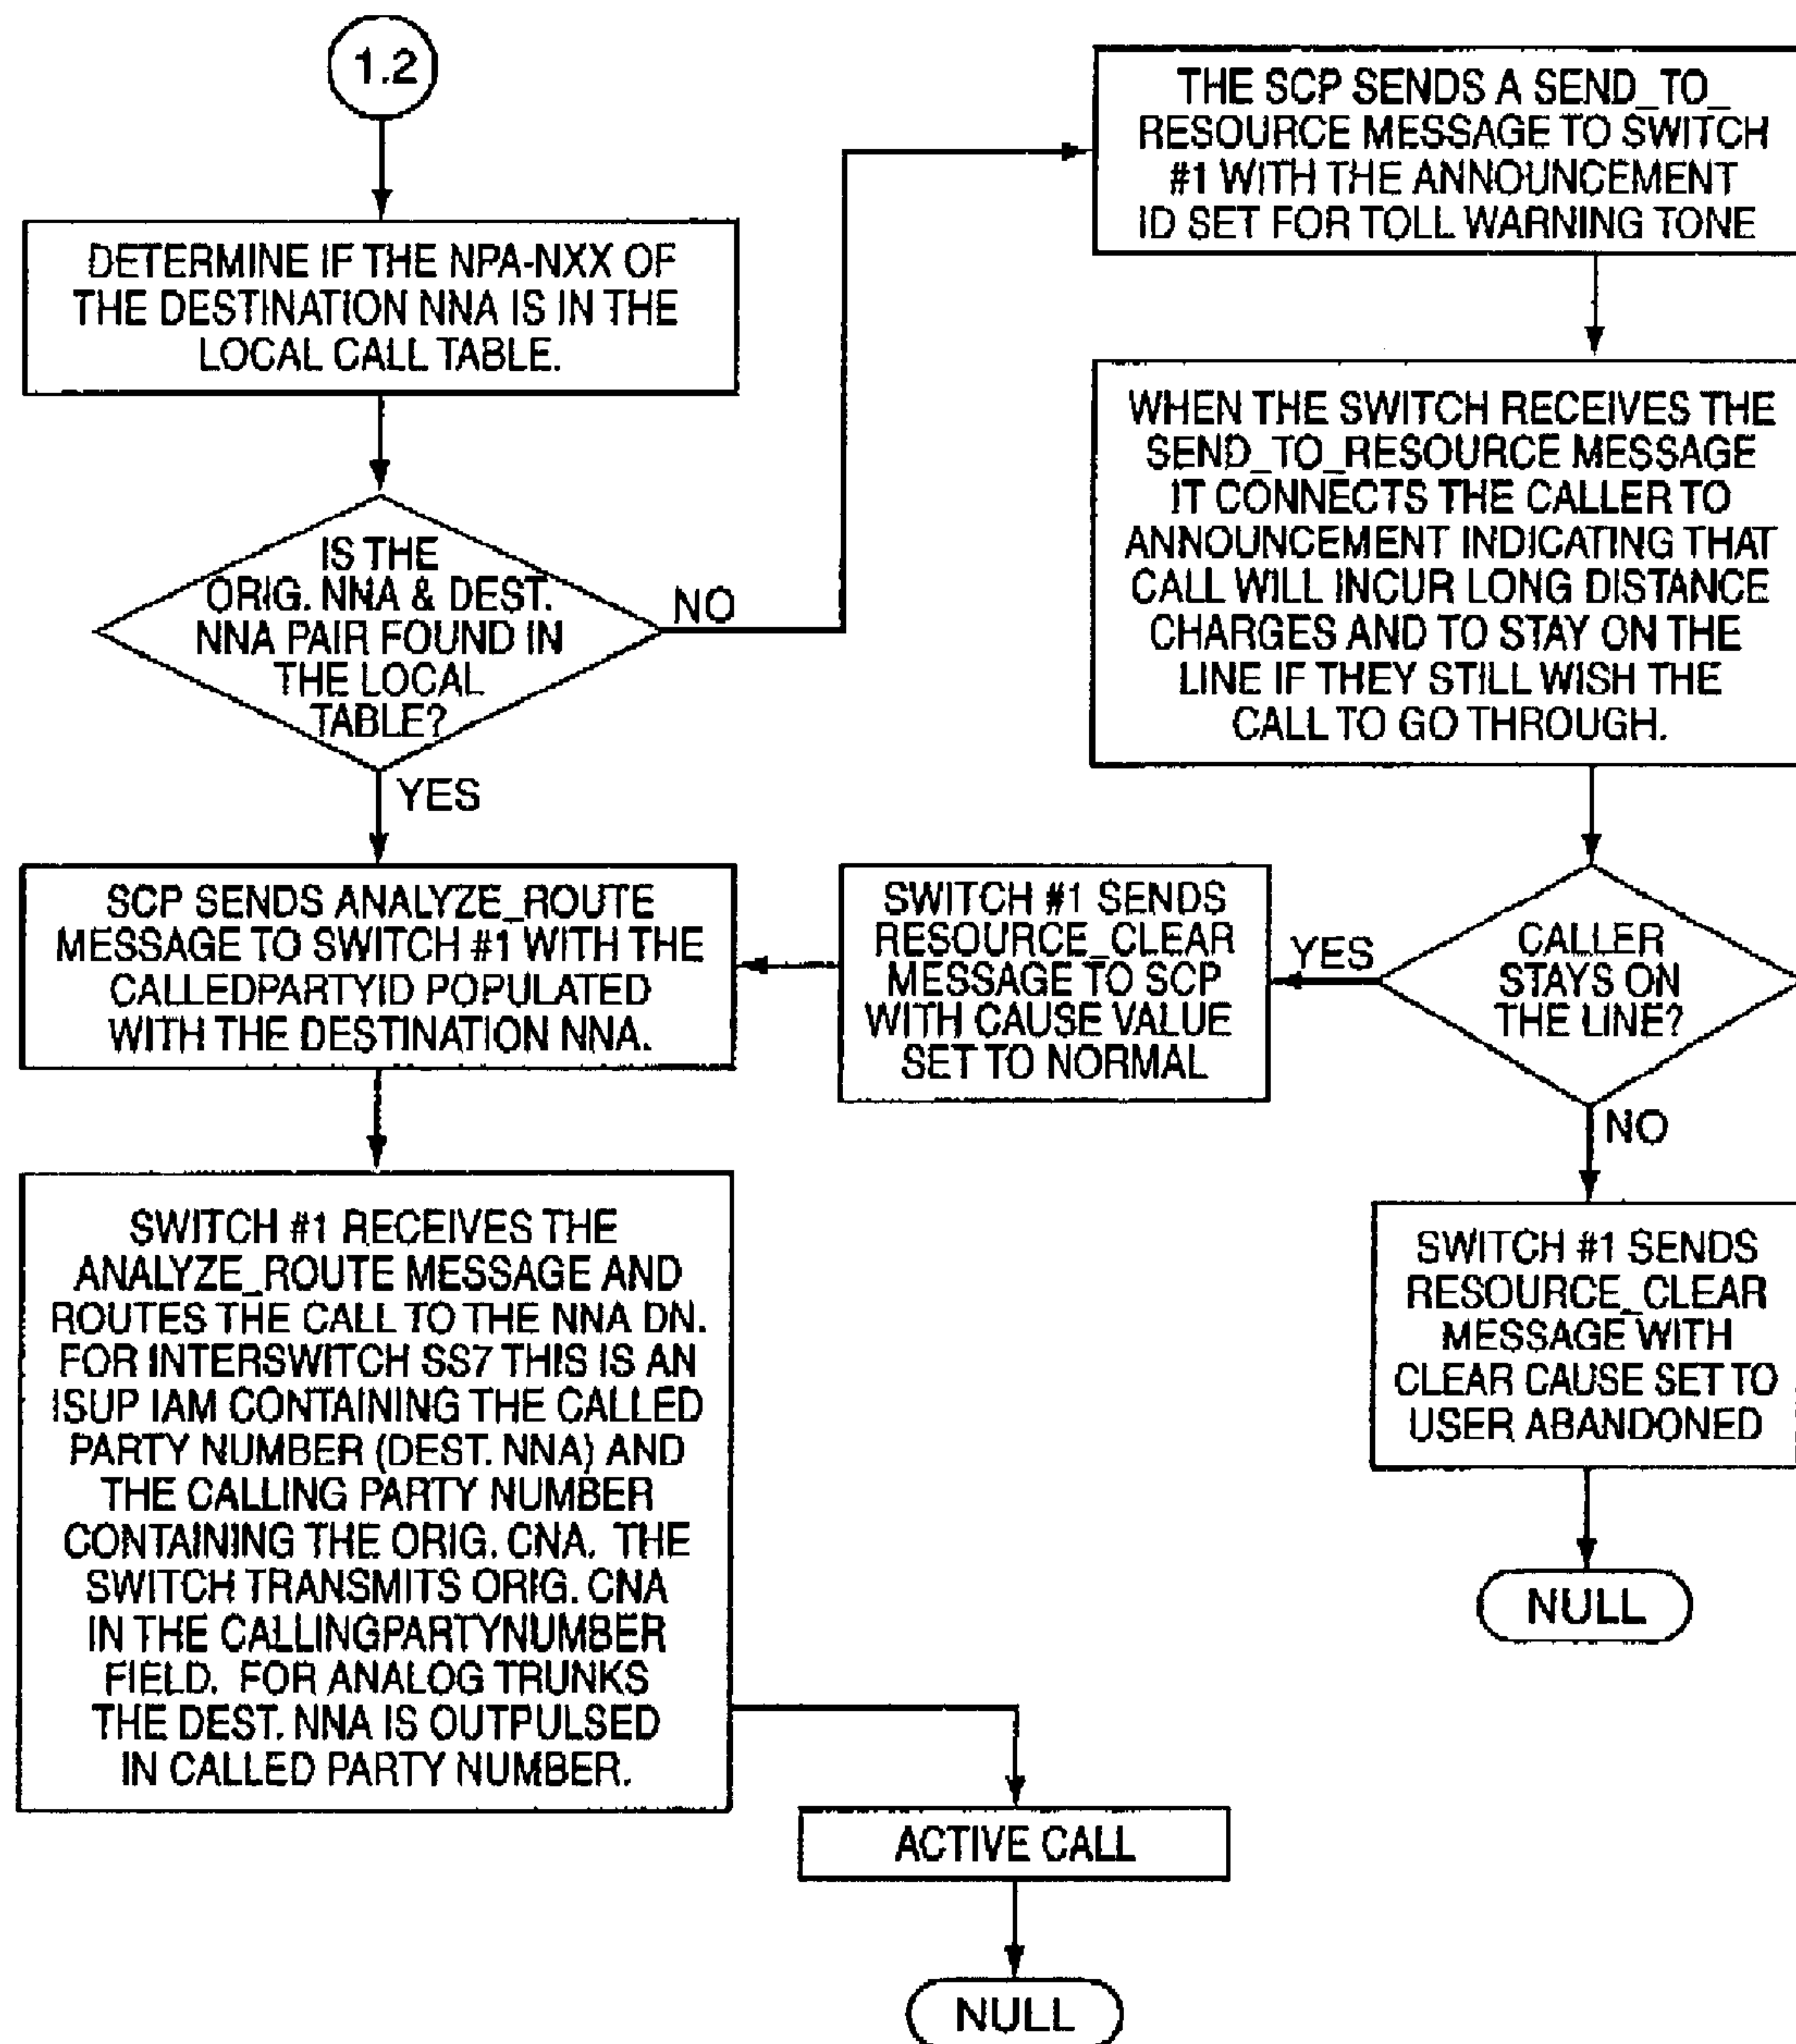 1.2
DETERMINE IF THE NPA-NXX OF
THE DESTINATION NNA IS IN THE
LOCAL CALL TABLE.
IS THE
ORIG. NNA & DEST.
NNA PAIR FOUND IN
THE LOCAL
TABLE?
NO
YES
THE SCP SENDS A SEND_TO_
RESOURCE MESSAGE TO SWITCH
#1 WITH THE ANNOUNCEMENT
ID SET FOR TOLL WARNING TONE
WHEN THE SWITCH RECEIVES THE
SEND_TO_RESOURCE MESSAGE
IT CONNECTS THE CALLER TO
ANNOUNCEMENT INDICATING THAT
CALL WILL INCUR LONG DISTANCE
CHARGES AND TO STAY ON THE
LINE IF THEY STILL WISH THE
CALL TO GO THROUGH.
CALLER
STAYS ON
THE LINE?
YES
NO
SWITCH #1 SENDS
RESOURCE_CLEAR
MESSAGE TO SCP
WITH CAUSE VALUE
SET TO NORMAL
SCP SENDS ANALYZE_ROUTE
MESSAGE TO SWITCH #1 WITH THE
CALLEDPARTYID POPULATED
WITH THE DESTINATION NNA.
SWITCH #1 RECEIVES THE
ANALYZE_ROUTE MESSAGE AND
ROUTES THE CALL TO THE NNA DN.
FOR INTERSWITCH SS7 THIS IS AN
ISUP IAM CONTAINING THE CALLED
PARTY NUMBER (DEST. NNA) AND
THE CALLING PARTY NUMBER
CONTAINING THE ORIG. CNA. THE
SWITCH TRANSMITS ORIG. CNA
IN THE CALLINGPARTYNUMBER
FIELD. FOR ANALOG TRUNKS
THE DEST. NNA IS OUTPULSED
IN CALLED PARTY NUMBER.
SWITCH #1 SENDS
RESOURCE_CLEAR
MESSAGE WITH
CLEAR CAUSE SET TO
USER ABANDONED
NULL
ACTIVE CALL
NULL